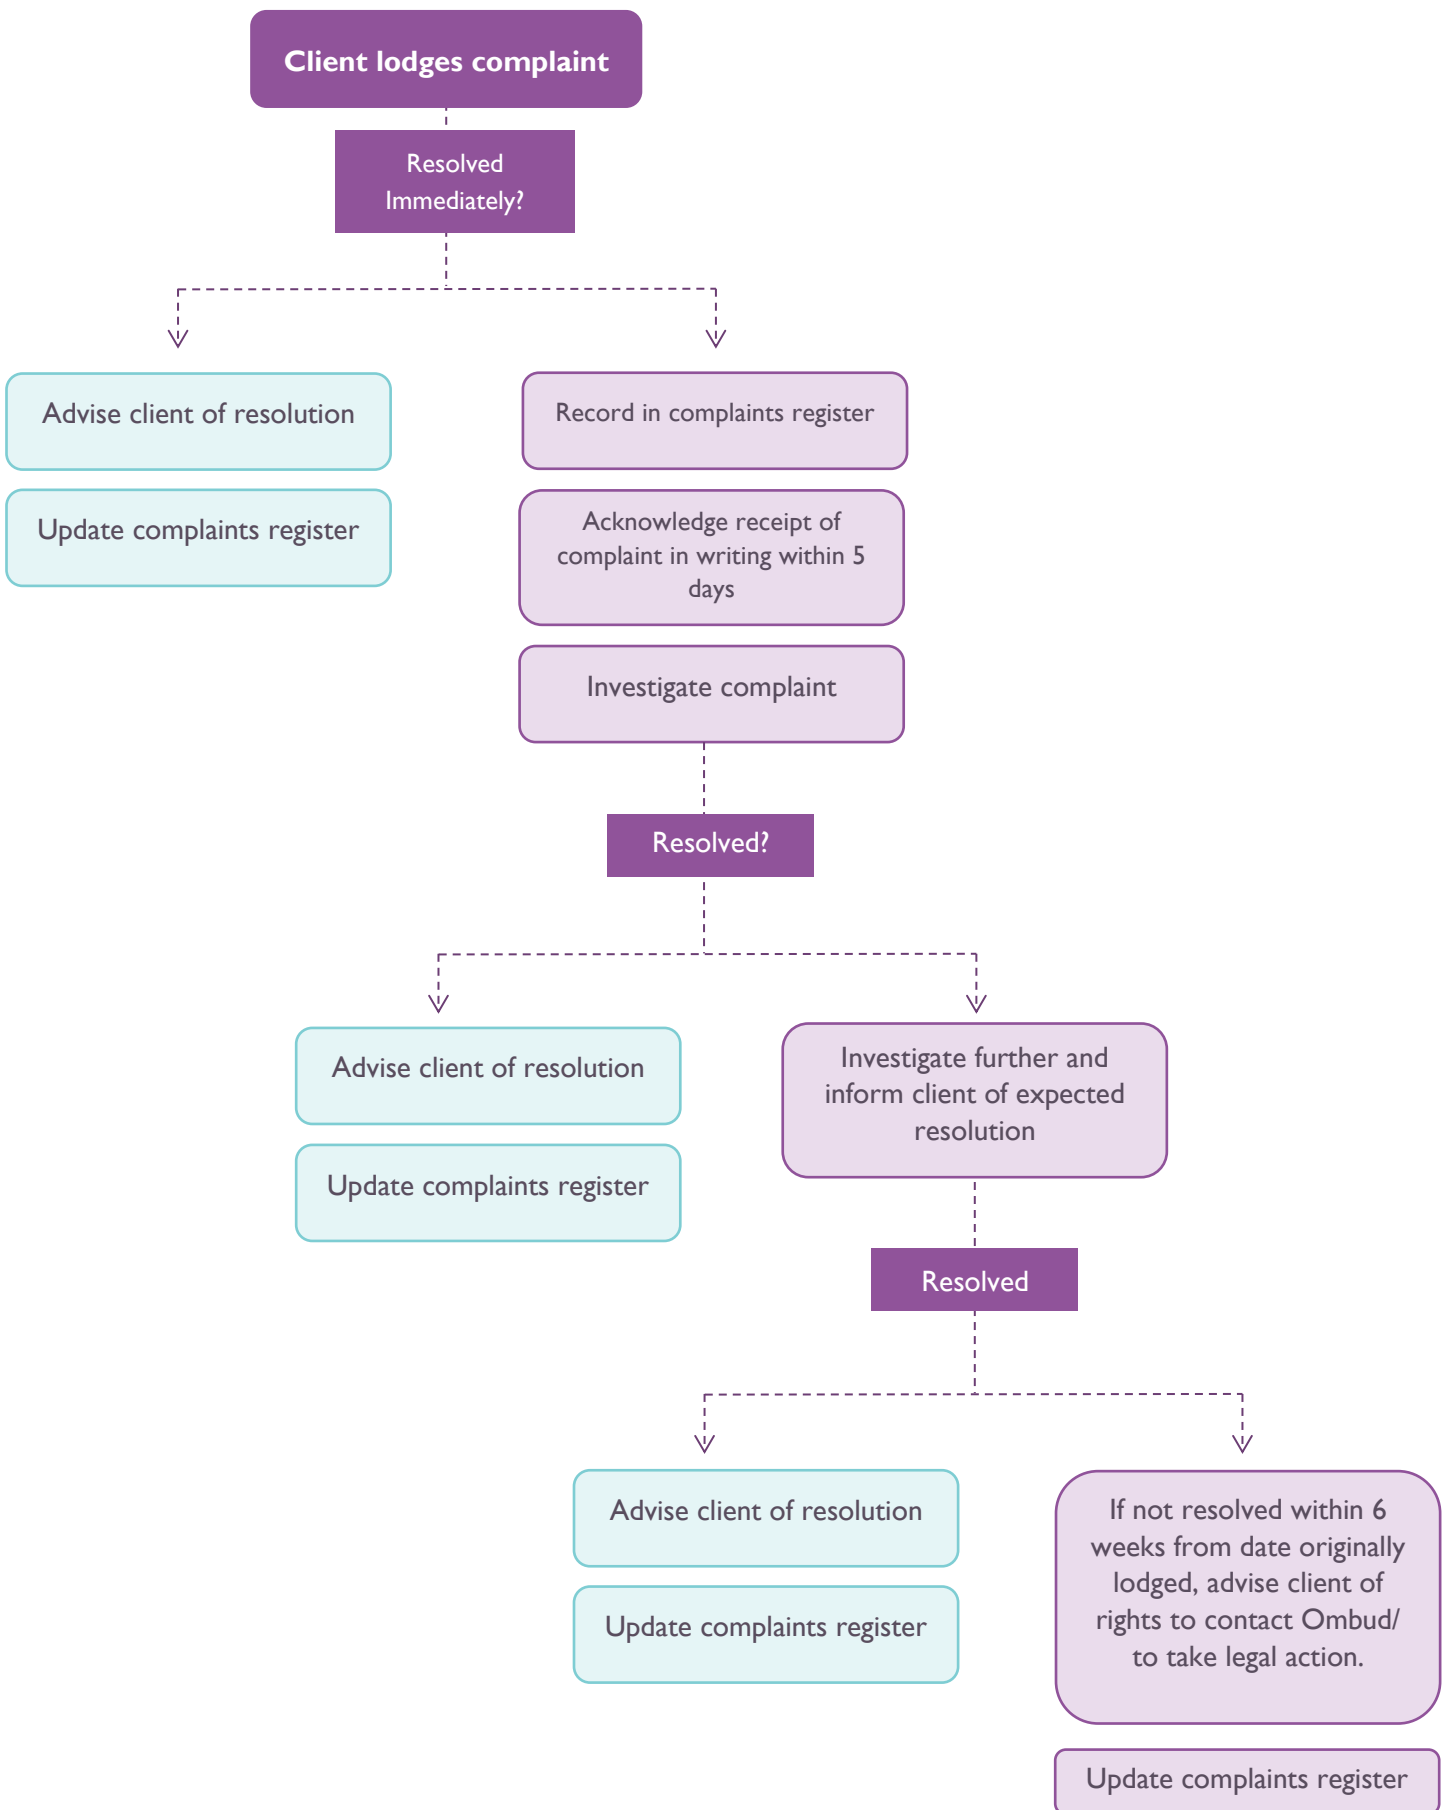 Client lodges complaint
Resolved
Immediately?
Advise client of resolution
Update complaints register
Record in complaints register
Acknowledge receipt of
complaint in writing within 5
days
Investigate complaint
Resolved?
Advise client of resolution
Update complaints register
Investigate further and
inform client of expected
resolution
Resolved
Advise client of resolution
Update complaints register
If not resolved within 6
weeks from date originally
lodged, advise client of
rights to contact Ombud/
to take legal action.
Update complaints register